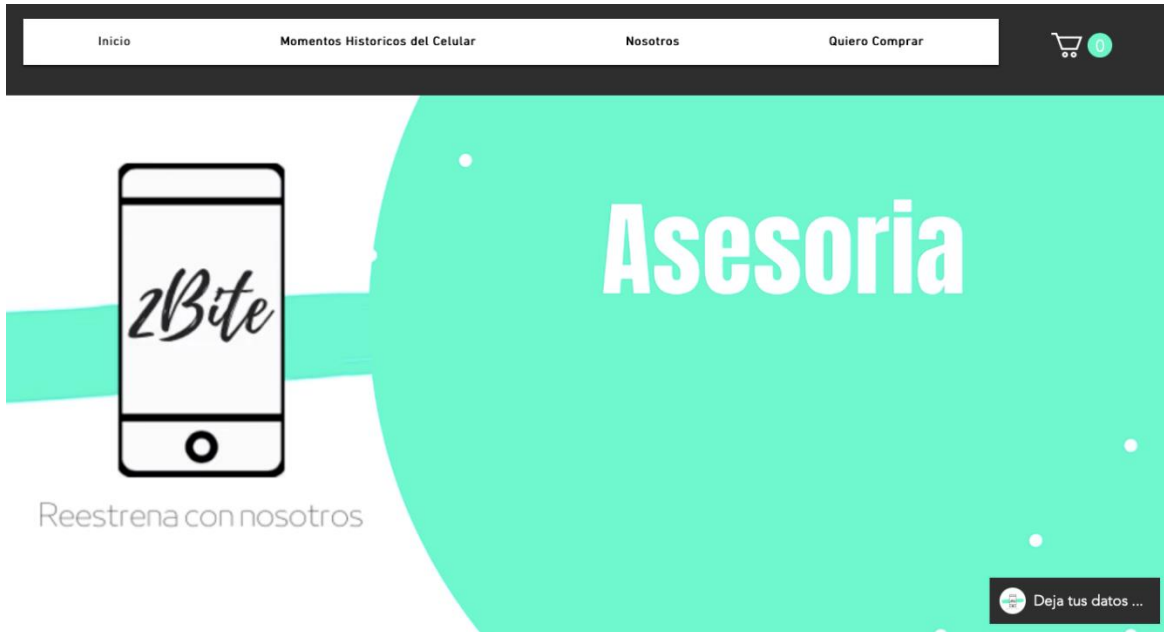 Inicio Momentos Historicos del Celular Nosotros Quiero Comprar 0
Asesoria
2Bite
Reestrena con nosotros
Deja tus datos ...